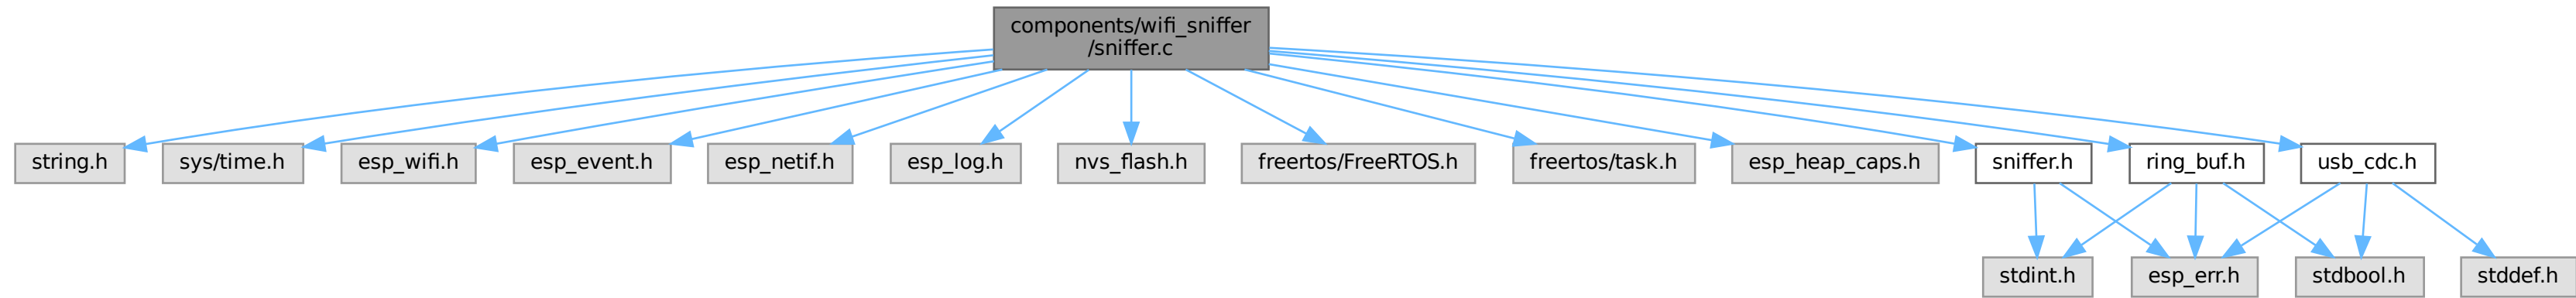 components/wifi_sniffer
/sniffer.c
string.h
sys/time.h
esp_wifi.h
esp_event.h
esp_netif.h
esp_log.h
nvs_flash.h
freertos/FreeRTOS.h
freertos/task.h
esp_heap_caps.h
sniffer.h
ring_buf.h
usb_cdc.h
stdint.h
esp_err.h
stdbool.h
stddef.h